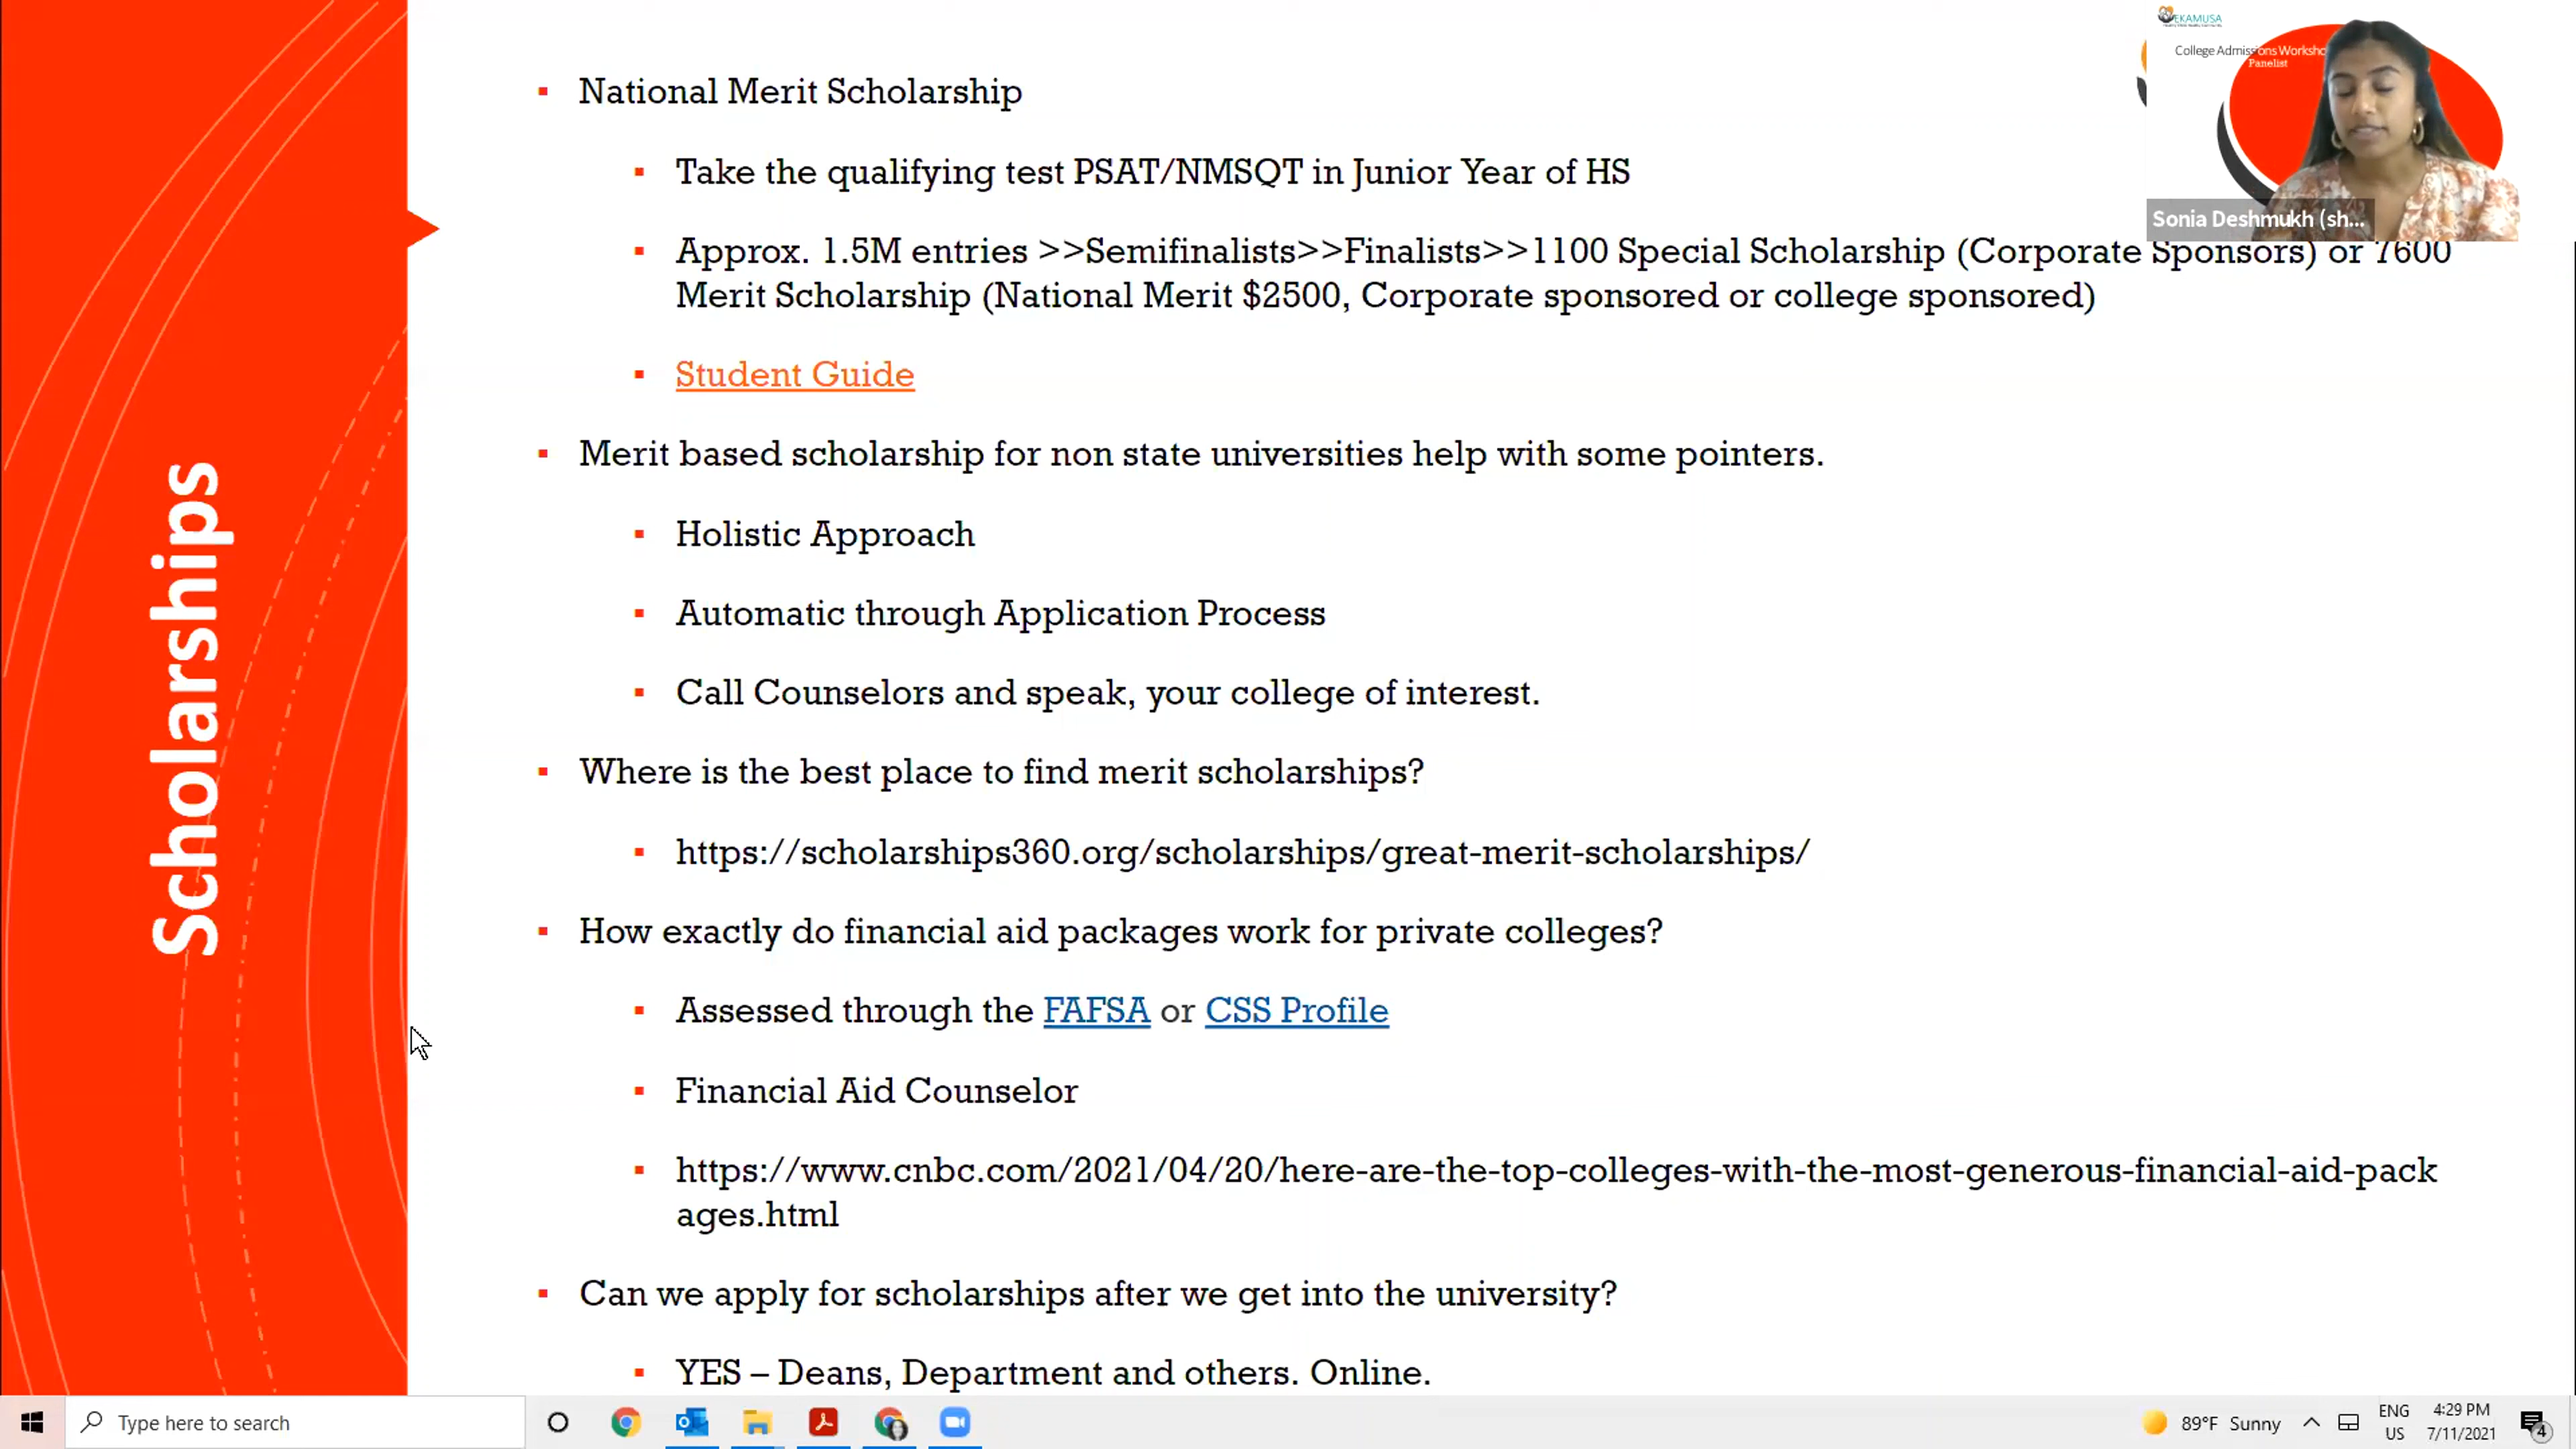 Scholarships
National Merit Scholarship
Take the qualifying test PSAT/NMSQT in Junior Year of HS
Approx. 1.5M entries >>Semifinalists>>Finalists>>1100 Special Scholarship (Corporate Sponsors) or 7600
Merit Scholarship (National Merit $2500, Corporate sponsored or college sponsored)
Student Guide
Merit based scholarship for non state universities help with some pointers.
Holistic Approach
Automatic through Application Process
Call Counselors and speak, your college of interest.
Where is the best place to find merit scholarships?
https://scholarships360.org/scholarships/great-merit-scholarships/
How exactly do financial aid packages work for private colleges?
Assessed through the FAFSA or CSS Profile
Financial Aid Counselor
https://www.cnbc.com/2021/04/20/here-are-the-top-colleges-with-the-most-generous-financial-aid-pack
ages.html
Can we apply for scholarships after we get into the university?
YES – Deans, Department and others. Online.
EKAMUSA
College Admissions Worksho
Panelist
Sonia Deshmukh (sh...
Type here to search
89°F Sunny
ENG
US
4:29 PM
7/11/2021
4